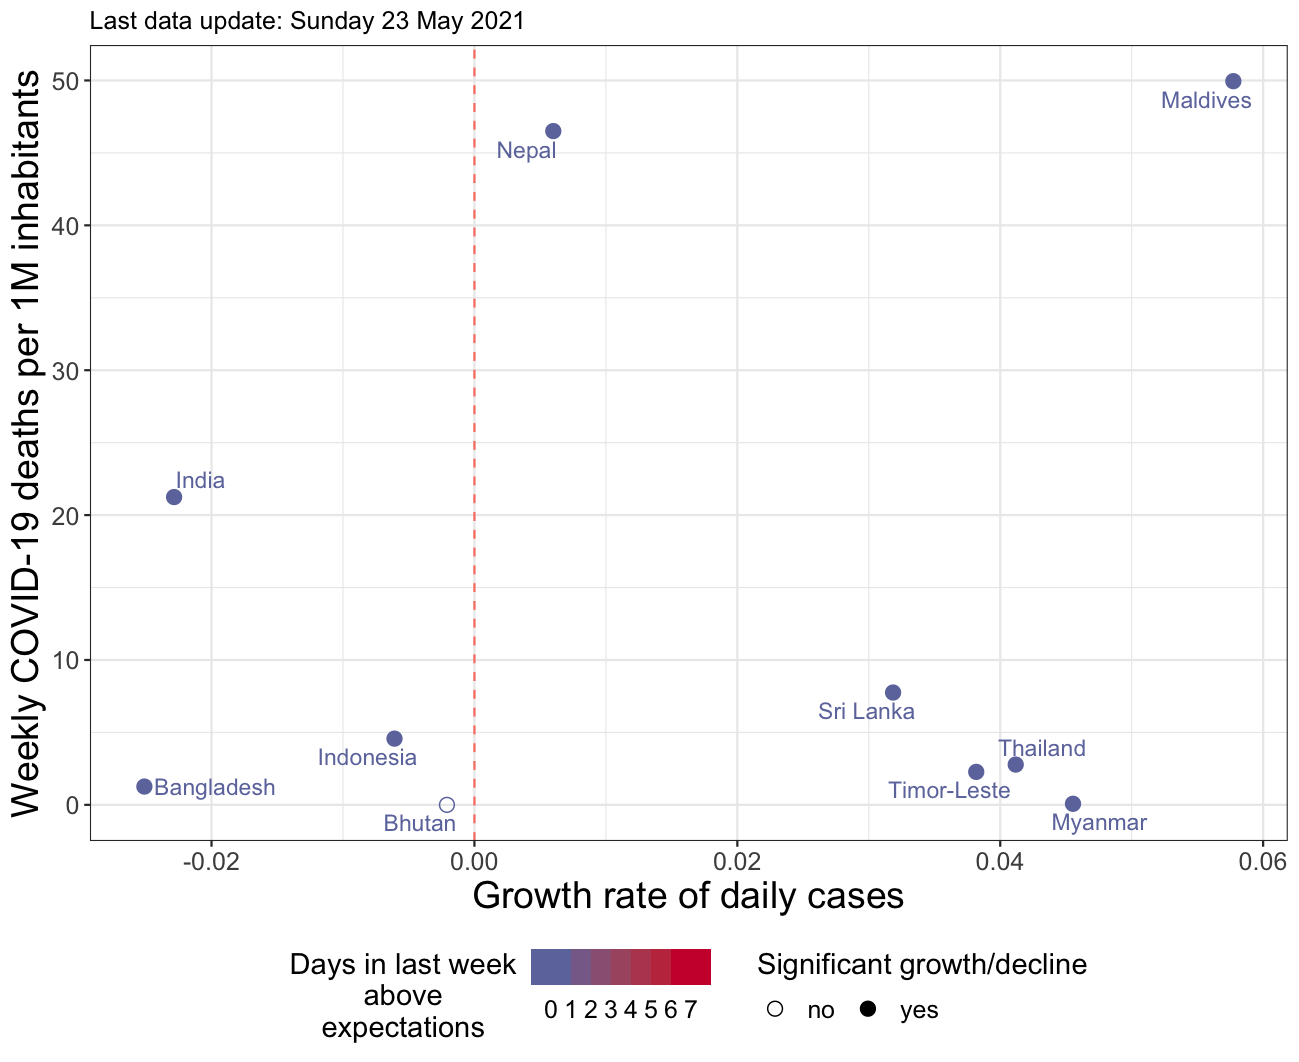 Last data update: Sunday 23 May 2021
Weekly COVID-19 deaths per 1M inhabitants
50
40
30
20
10
0
Maldives
Nepal
India
Sri Lanka
Indonesia
Thailand
Bangladesh
Timor-Leste
Bhutan
Myanmar
-0.02 0.00 0.02 0.04 0.06
Growth rate of daily cases
Days in last week
above
expectations
0 1 2 3 4 5 6 7
Significant growth/decline
no yes